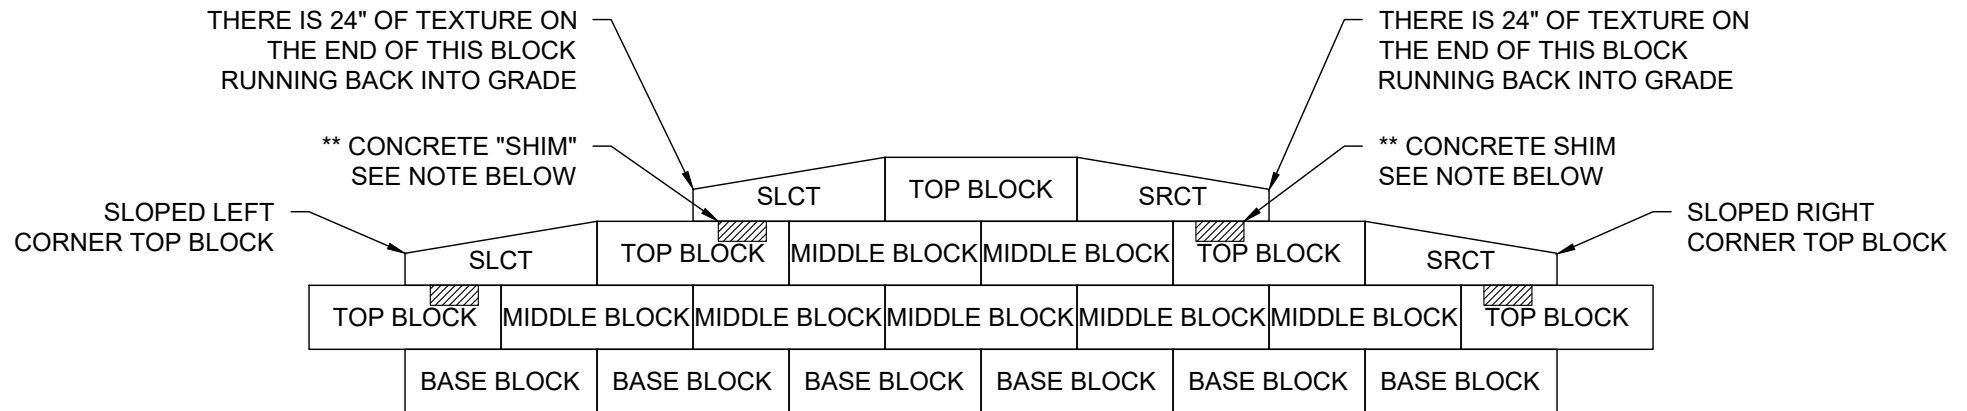 THERE IS 24" OF TEXTURE ON
THE END OF THIS BLOCK
RUNNING BACK INTO GRADE
THERE IS 24" OF TEXTURE ON
THE END OF THIS BLOCK
RUNNING BACK INTO GRADE
** CONCRETE "SHIM"
SEE NOTE BELOW
** CONCRETE SHIM
SEE NOTE BELOW
SLOPED LEFT
CORNER TOP BLOCK
SLOPED RIGHT
CORNER TOP BLOCK
SLCT TOP BLOCK SRCT
SLCT TOP BLOCK MIDDLE BLOCK MIDDLE BLOCK TOP BLOCK SRCT
TOP BLOCK MIDDLE BLOCK MIDDLE BLOCK MIDDLE BLOCK MIDDLE BLOCK MIDDLE BLOCK TOP BLOCK
BASE BLOCK BASE BLOCK BASE BLOCK BASE BLOCK BASE BLOCK BASE BLOCK